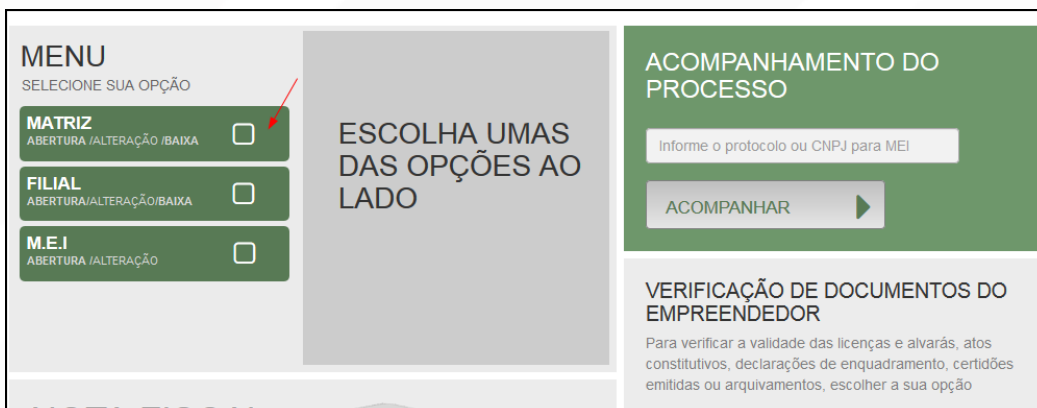 MENU
SELECIONE SUA OPÇÃO
MATRIZ
ABERTURA /ALTERAÇÃO /BAIXA
FILIAL
ABERTURA/ALTERAÇÃO/BAIXA
M.E.I
ABERTURA /ALTERAÇÃO
ESCOLHA UMAS
DAS OPÇÕES AO
LADO
ACOMPANHAMENTO DO
PROCESSO
Informe o protocolo ou CNPJ para MEI
ACOMPANHAR
VERIFICAÇÃO DE DOCUMENTOS DO
EMPREENDEDOR
Para verificar a validade das licenças e alvarás, atos
constitutivos, declarações de enquadramento, certidões
emitidas ou arquivamentos, escolher a sua opção